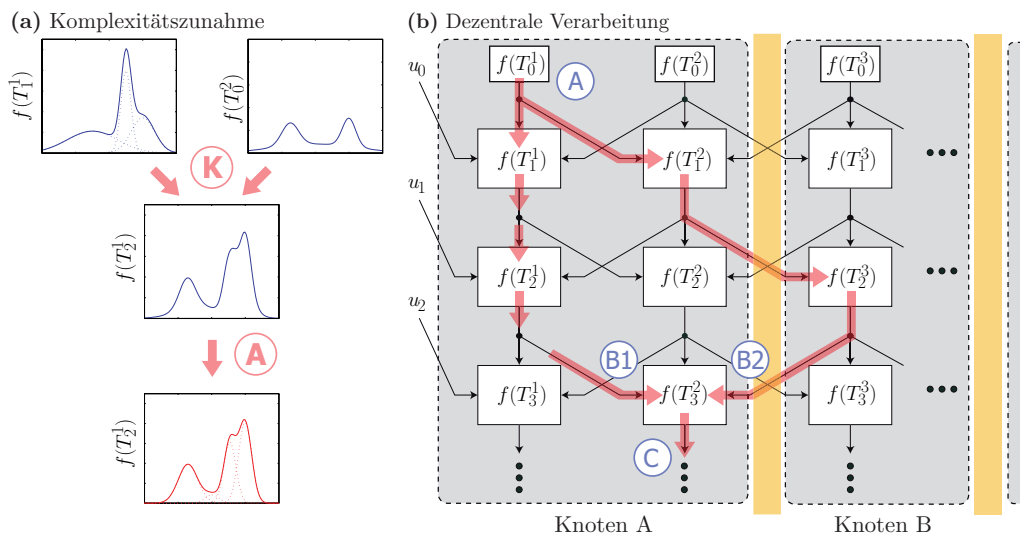 (a) Komplexitätszunahme
f(T₁¹)
f(T₀²)
K
f(T₂¹)
A
f(T₂¹)
(b) Dezentrale Verarbeitung
f(T₀¹) f(T₀²) f(T₀³)
u₀
A
f(T₁¹) f(T₁²) f(T₁³)
u₁
f(T₂¹) f(T₂²) f(T₂³)
u₂
B1 B2
f(T₃¹) f(T₃²) f(T₃³)
C
Knoten A Knoten B